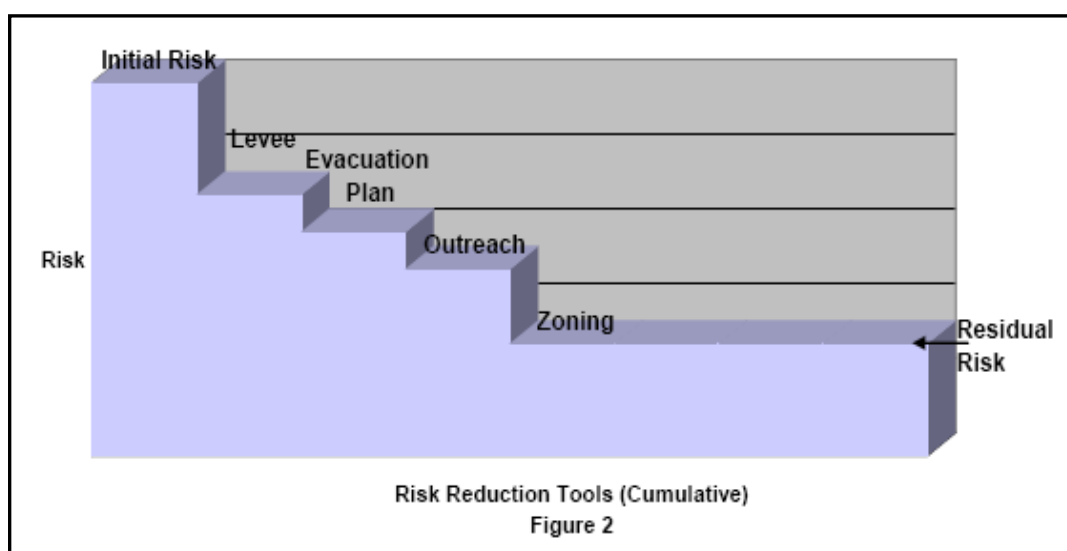 Initial Risk
Levee
Evacuation
Plan
Outreach
Risk
Zoning
Residual
Risk
Risk Reduction Tools (Cumulative)
Figure 2